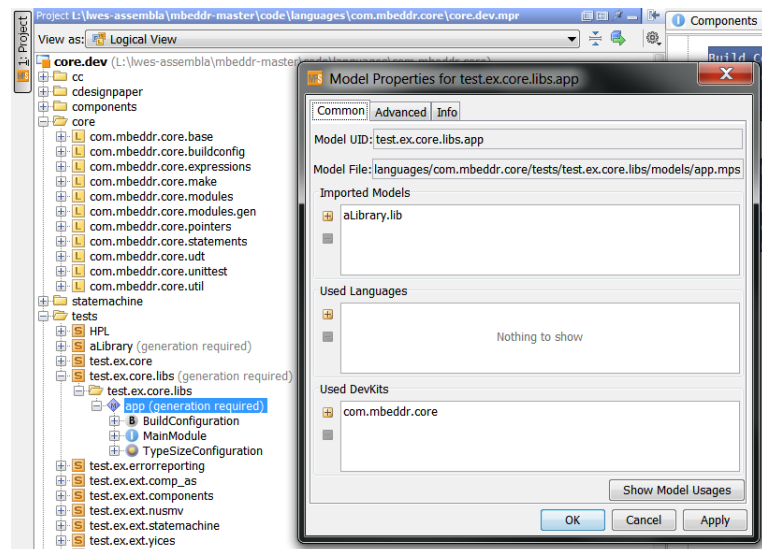 Project L:\lwes-assembla\mbeddr-master\code\languages\com.mbeddr.core\core.dev.mpr
Components
1: Project
View as: Logical View
Build C
core.dev (L:\lwes-assembla\mbeddr-master\code\languages\com.mbeddr.core)
cc
cdesignpaper
components
core
L com.mbeddr.core.base
L com.mbeddr.core.buildconfig
L com.mbeddr.core.expressions
L com.mbeddr.core.make
L com.mbeddr.core.modules
L com.mbeddr.core.modules.gen
L com.mbeddr.core.pointers
L com.mbeddr.core.statements
L com.mbeddr.core.udt
L com.mbeddr.core.unittest
L com.mbeddr.core.util
statemachine
tests
S HPL
S aLibrary (generation required)
S test.ex.core
S test.ex.core.libs (generation required)
test.ex.core.libs
M app (generation required)
B BuildConfiguration
I MainModule
TypeSizeConfiguration
S test.ex.errorreporting
S test.ex.ext.comp_as
S test.ex.ext.components
S test.ex.ext.nusmv
S test.ex.ext.statemachine
S test.ex.ext.yices
MPS Model Properties for test.ex.core.libs.app X
Common Advanced Info
Model UID: test.ex.core.libs.app
Model File: languages/com.mbeddr.core/tests/test.ex.core.libs/models/app.mps
Imported Models
aLibrary.lib
Used Languages
Nothing to show
Used DevKits
com.mbeddr.core
Show Model Usages
OK Cancel Apply